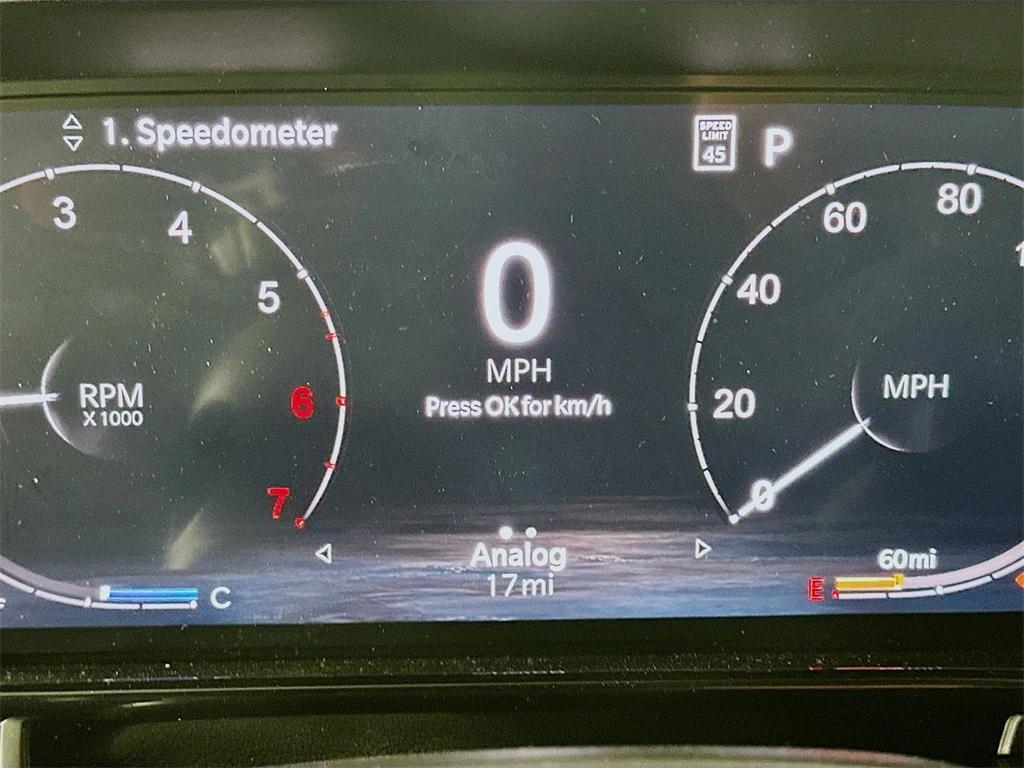 1. Speedometer
SPEED
LIMIT
45
P
3
4
5
6
7
RPM
X 1000
0
MPH
Press OK for km/h
0
20
40
60
80
MPH
Analog
17mi
C
60mi
E